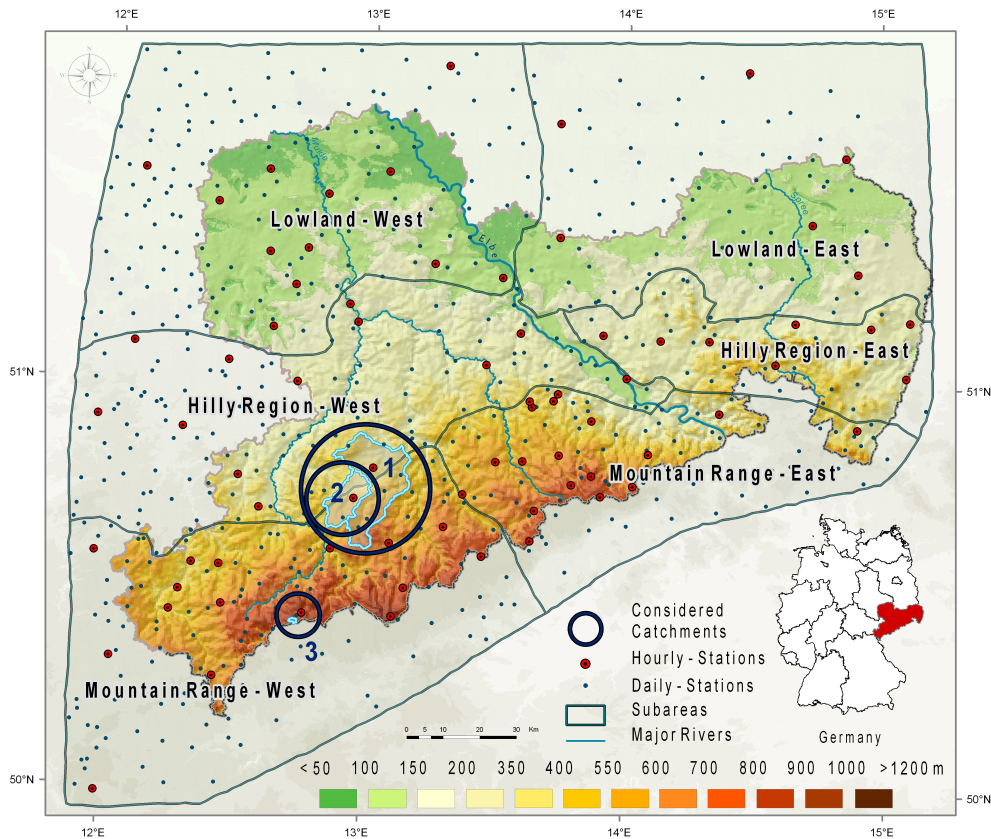 12°E 13°E 14°E 15°E
N
W E
S
Mulde
Lowland - West
Spree
Elbe
Lowland - East
51°N
Hilly Region - East
51°N
Hilly Region - West
1
2
Mountain Range - East
3
Mountain Range - West
Considered
Catchments
Hourly - Stations
Daily - Stations
Subareas
Major Rivers
Germany
0 5 10 20 30 Km
<50 100 150 200 350 400 550 600 700 800 900 1000 >1200 m
50°N
50°N
12°E 13°E 14°E 15°E